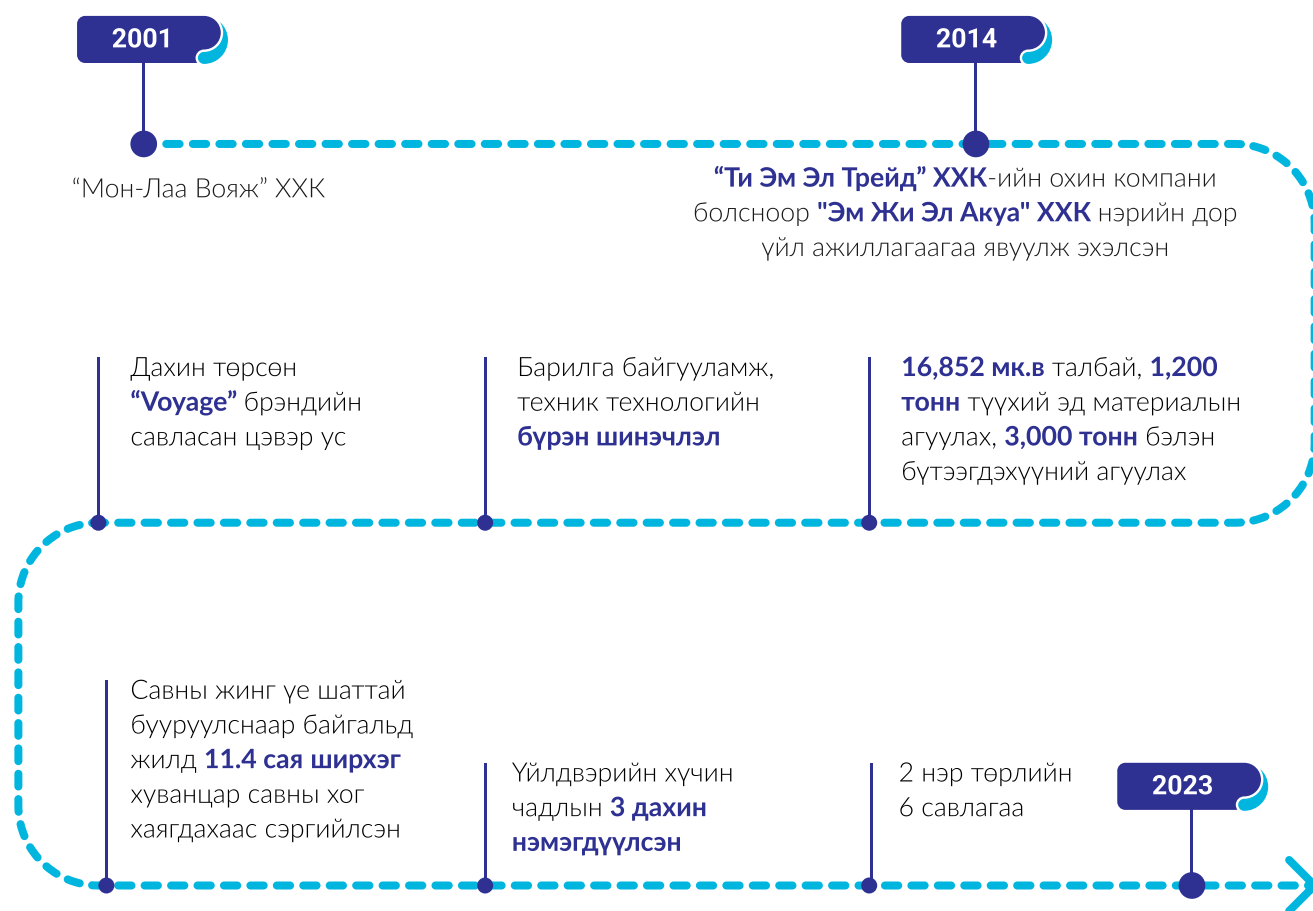 2001
2014
“Мон-Лаа Вояж” ХХК
“Ти Эм Эл Трейд” ХХК-ийн охин компани
болсноор "Эм Жи Эл Акуа" ХХК нэрийн дор
үйл ажиллагаагаа явуулж эхэлсэн
Дахин төрсөн
“Voyage” брэндийн
савласан цэвэр ус
Барилга байгууламж,
техник технологийн
бүрэн шинэчлэл
16,852 мк.в талбай, 1,200
тонн түүхий эд материалын
агуулах, 3,000 тонн бэлэн
бүтээгдэхүүний агуулах
Савны жинг үе шаттай
бууруулснаар байгальд
жилд 11.4 сая ширхэг
хуванцар савны хог
хаягдахаас сэргийлсэн
Үйлдвэрийн хүчин
чадлын 3 дахин
нэмэгдүүлсэн
2 нэр төрлийн
6 савлагаа
2023